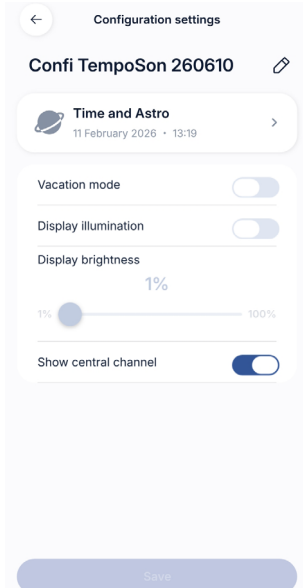 Configuration settings
Confi TempoSon 260610
Time and Astro
11 February 2026 • 13:19
Vacation mode
Display illumination
Display brightness
1%
1% 100%
Show central channel
Save